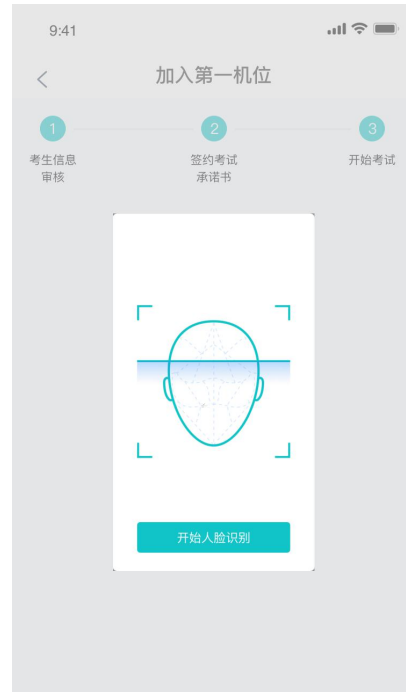 9:41
加入第一机位
1
2
3
考生信息
审核
签约考试
承诺书
开始考试
开始人脸识别